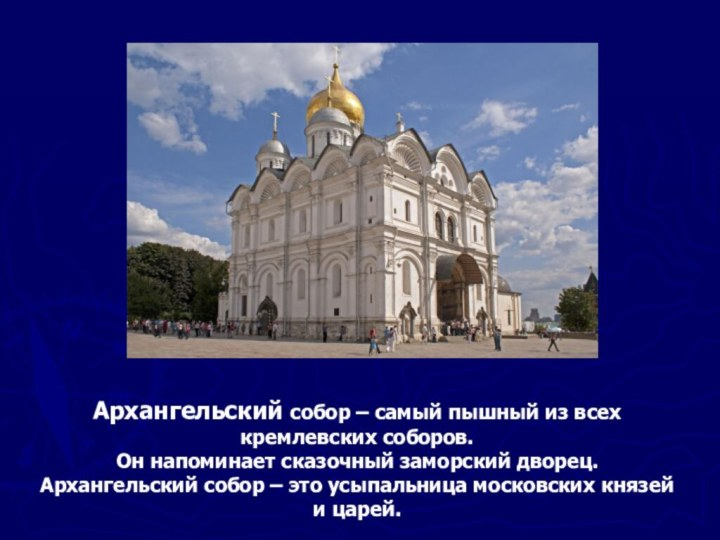 Архангельский собор – самый пышный из всех
кремлевских соборов.
Он напоминает сказочный заморский дворец.
Архангельский собор – это усыпальница московских князей
и царей.